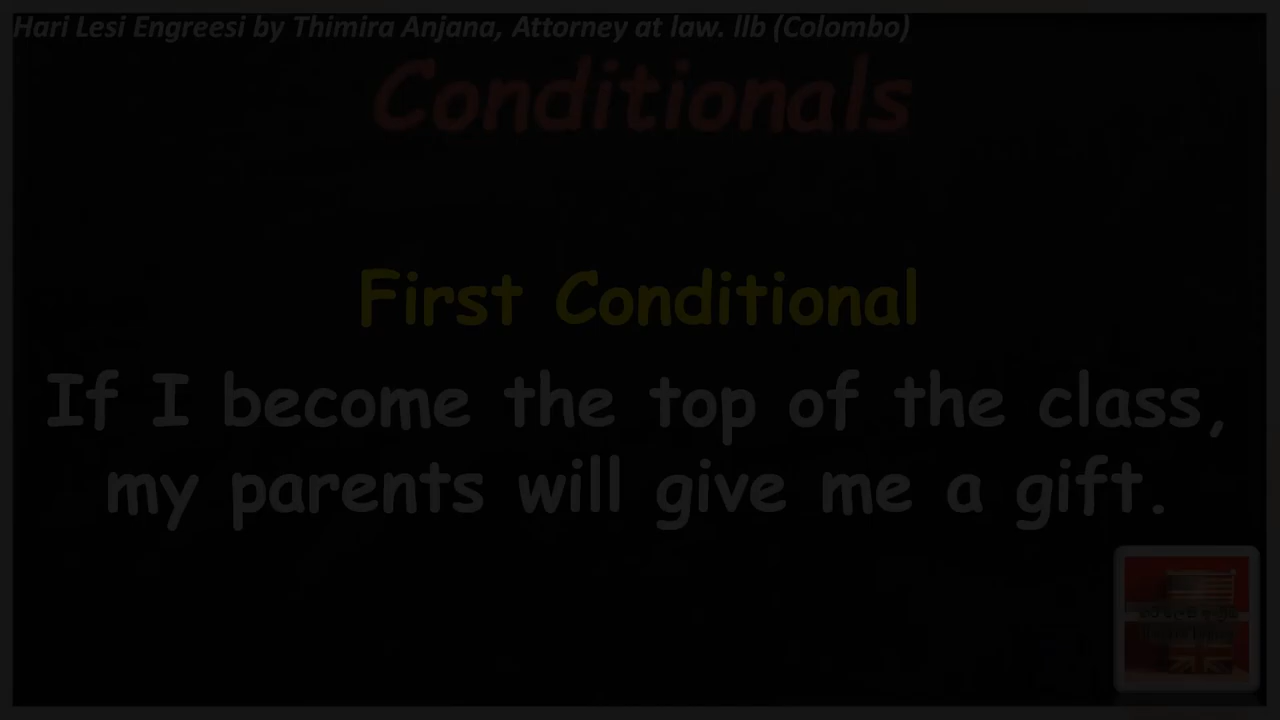 Hari Lesi Engreesi by Thimira Anjana, Attorney at law. llb (Colombo)
Conditionals
First Conditional
If I become the top of the class,
my parents will give me a gift.